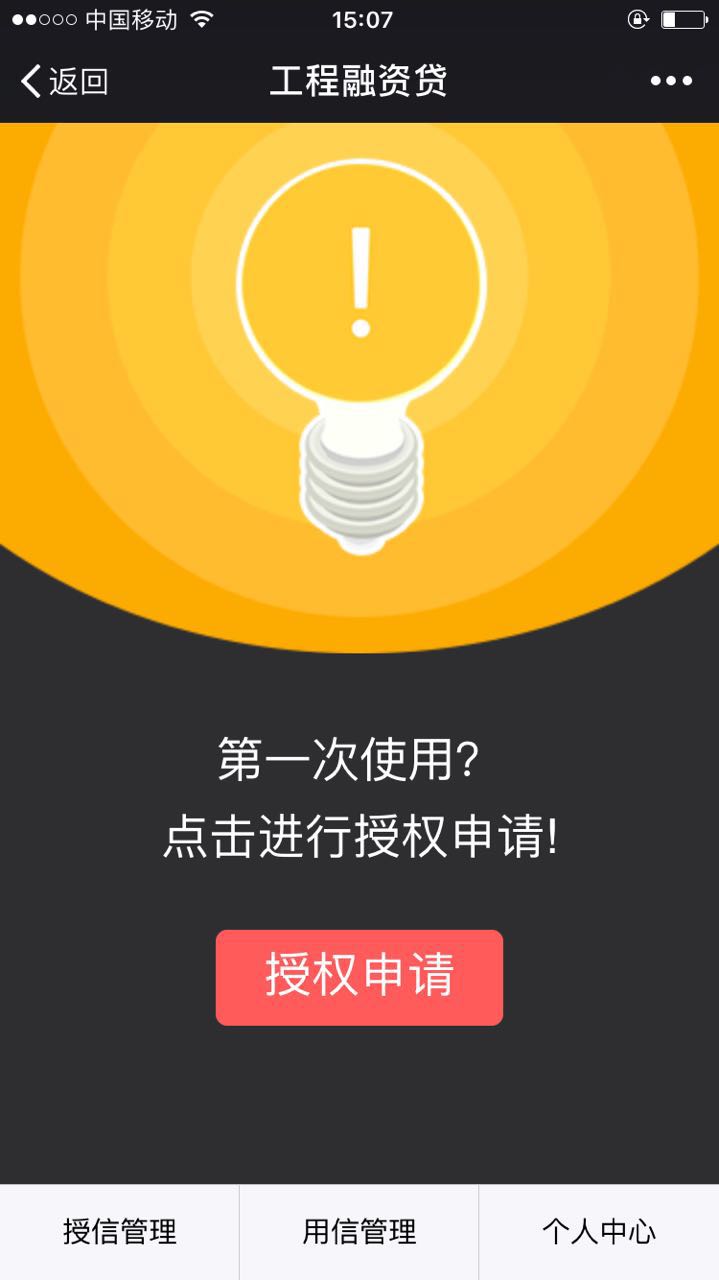 中国移动 15:07
返回 工程融资贷
!
第一次使用?
点击进行授权申请!
授权申请
授信管理 用信管理 个人中心